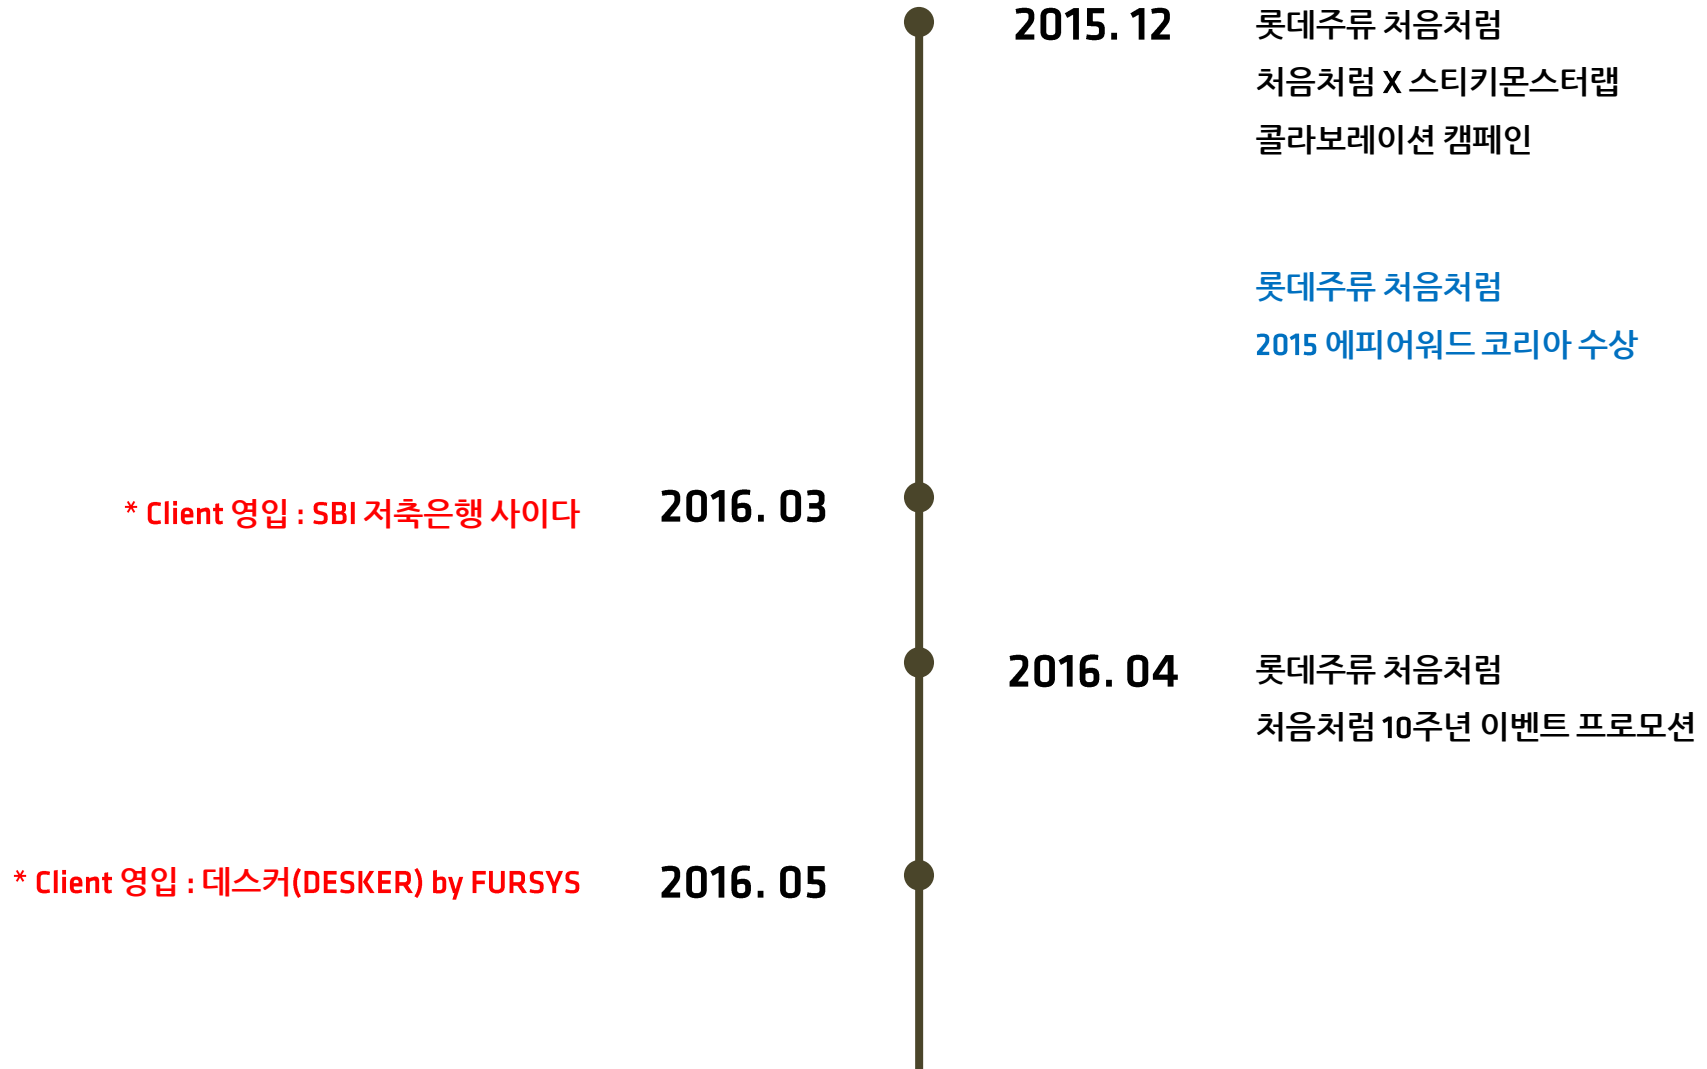 2015. 12
롯데주류 처음처럼
처음처럼 X 스티키몬스터랩
콜라보레이션 캠페인
롯데주류 처음처럼
2015 에피어워드 코리아 수상
* Client 영입 : SBI 저축은행 사이다
2016. 03
2016. 04
롯데주류 처음처럼
처음처럼 10주년 이벤트 프로모션
* Client 영입 : 데스커(DESKER) by FURSYS
2016. 05